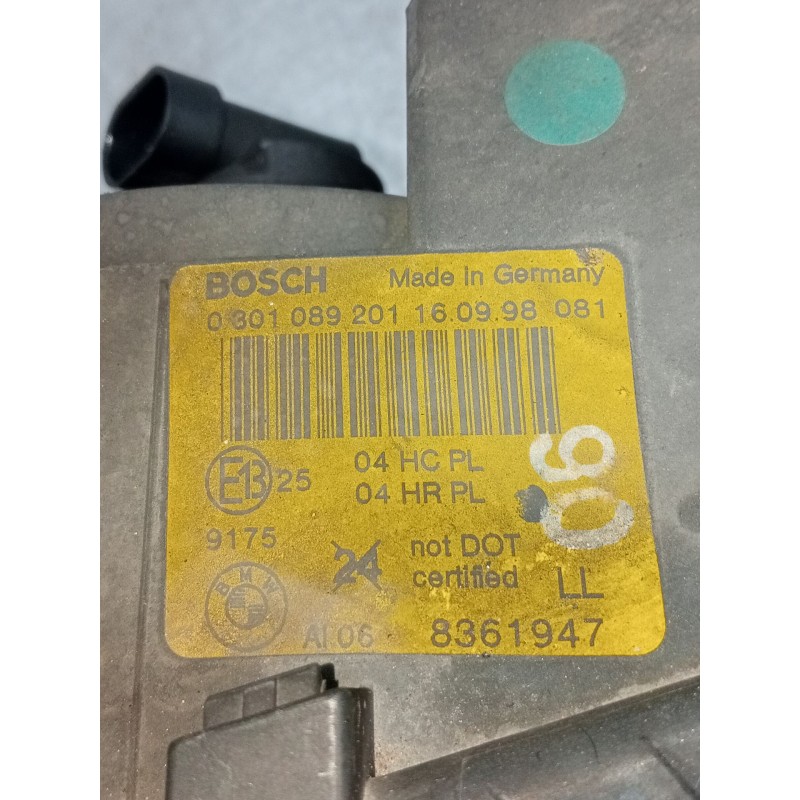 BOSCH Made in Germany
0 301 089 201 16.09.98 081
E13 25 04 HC PL
04 HR PL
9175
24 not DOT
certified LL
BMW
AI 06 8361947
06